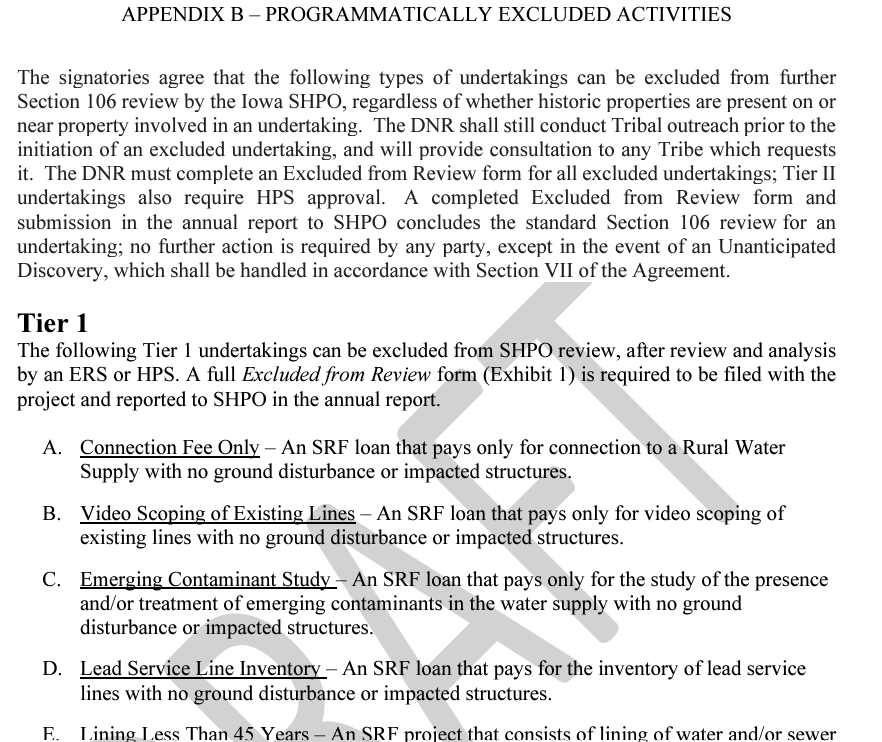 APPENDIX B – PROGRAMMATICALLY EXCLUDED ACTIVITIES
The signatories agree that the following types of undertakings can be excluded from further
Section 106 review by the Iowa SHPO, regardless of whether historic properties are present on or
near property involved in an undertaking. The DNR shall still conduct Tribal outreach prior to the
initiation of an excluded undertaking, and will provide consultation to any Tribe which requests
it. The DNR must complete an Excluded from Review form for all excluded undertakings; Tier II
undertakings also require HPS approval. A completed Excluded from Review form and
submission in the annual report to SHPO concludes the standard Section 106 review for an
undertaking; no further action is required by any party, except in the event of an Unanticipated
Discovery, which shall be handled in accordance with Section VII of the Agreement.
Tier 1
The following Tier 1 undertakings can be excluded from SHPO review, after review and analysis
by an ERS or HPS. A full Excluded from Review form (Exhibit 1) is required to be filed with the
project and reported to SHPO in the annual report.
A. Connection Fee Only – An SRF loan that pays only for connection to a Rural Water
Supply with no ground disturbance or impacted structures.
B. Video Scoping of Existing Lines – An SRF loan that pays only for video scoping of
existing lines with no ground disturbance or impacted structures.
C. Emerging Contaminant Study – An SRF loan that pays only for the study of the presence
and/or treatment of emerging contaminants in the water supply with no ground
disturbance or impacted structures.
D. Lead Service Line Inventory – An SRF loan that pays for the inventory of lead service
lines with no ground disturbance or impacted structures.
E. Lining Less Than 45 Years – An SRF project that consists of lining of water and/or sewer
RAFT